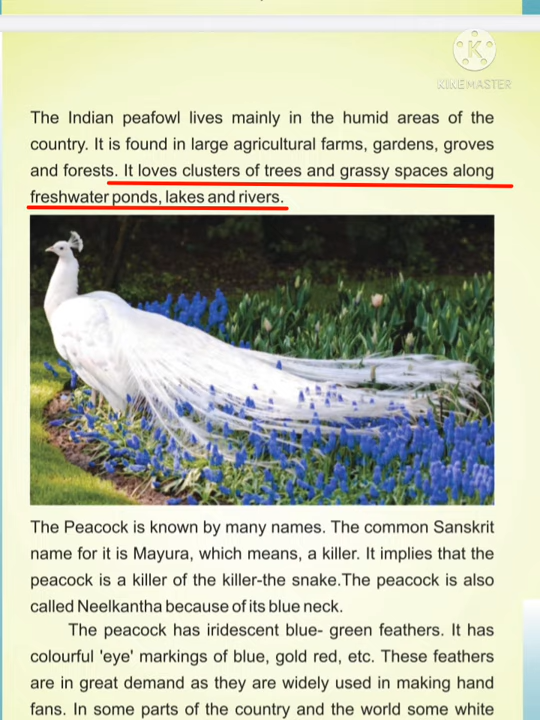 KINEMASTER
The Indian peafowl lives mainly in the humid areas of the
country. It is found in large agricultural farms, gardens, groves
and forests. It loves clusters of trees and grassy spaces along
freshwater ponds, lakes and rivers.
The Peacock is known by many names. The common Sanskrit
name for it is Mayura, which means, a killer. It implies that the
peacock is a killer of the killer-the snake.The peacock is also
called Neelkantha because of its blue neck.
The peacock has iridescent blue- green feathers. It has
colourful 'eye' markings of blue, gold red, etc. These feathers
are in great demand as they are widely used in making hand
fans. In some parts of the country and the world some white